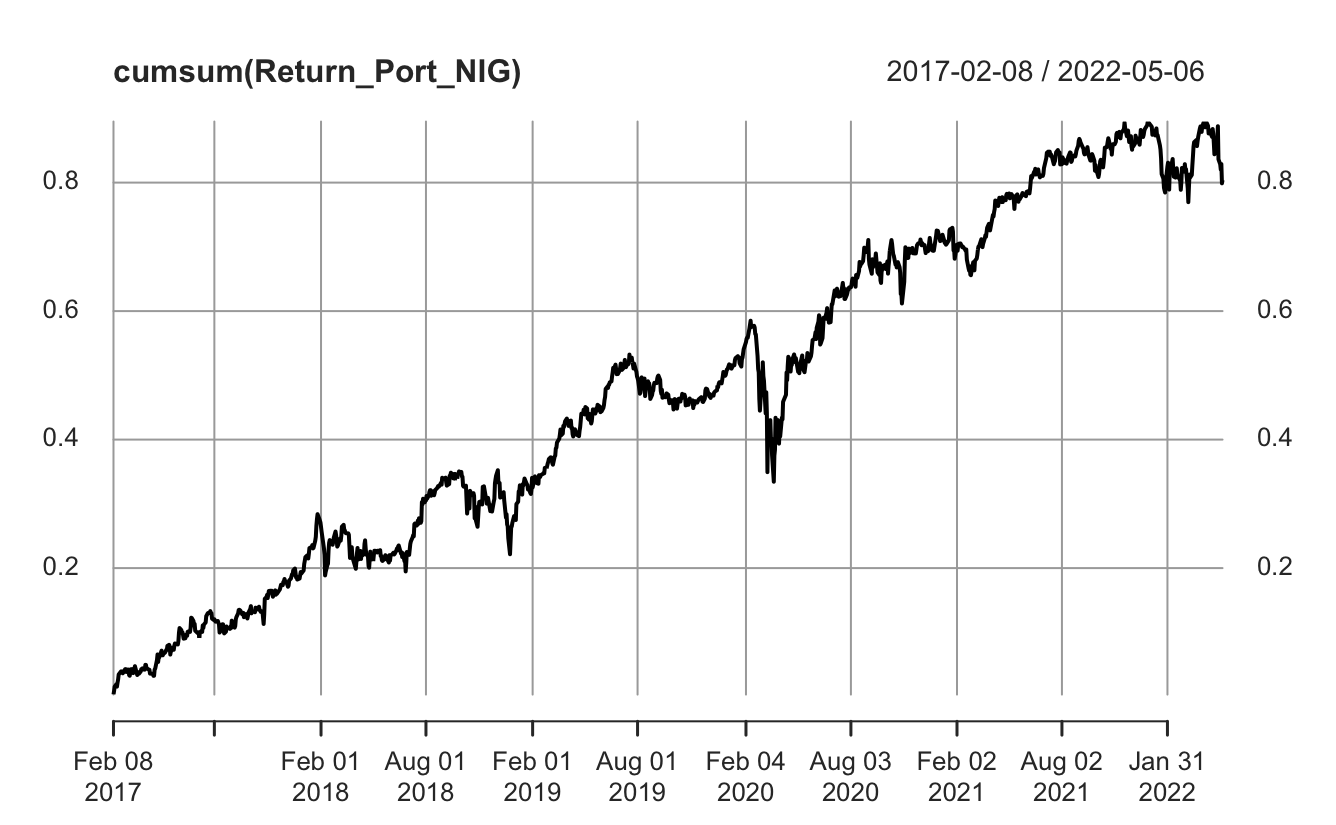 cumsum(Return_Port_NIG) 2017-02-08 / 2022-05-06
0.8 0.8
0.6 0.6
0.4 0.4
0.2 0.2
Feb 08 Feb 01 Aug 01 Feb 01 Aug 01 Feb 04 Aug 03 Feb 02 Aug 02 Jan 31
2017 2018 2018 2019 2019 2020 2020 2021 2021 2022